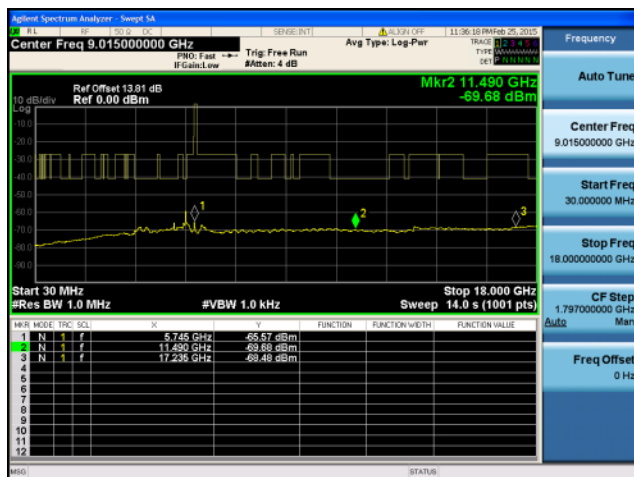 Agilent Spectrum Analyzer - Swept SA
RL RF 50 Ω DC SENSE:INT ALIGN OFF 11:36:18 PM Feb 25, 2015
Center Freq 9.015000000 GHz Avg Type: Log-Pwr TRACE 1 2 3 4 5 6
PNO: Fast Trig: Free Run TYPE
IFGain:Low #Atten: 4 dB DET P N N N N N
Mkr2 11.490 GHz
Ref Offset 13.81 dB
10 dB/div Ref 0.00 dBm -69.68 dBm
Log
-10.0
-20.0
-30.0
-40.0
-50.0
-60.0
1
2
3
-70.0
-80.0
-90.0
Start 30 MHz Stop 18.000 GHz
#Res BW 1.0 MHz #VBW 1.0 kHz Sweep 14.0 s (1001 pts)
MKR MODE TRC SCL X Y FUNCTION FUNCTION WIDTH FUNCTION VALUE
1 N 1 f 5.745 GHz -65.57 dBm
2 N 1 f 11.490 GHz -69.68 dBm
3 N 1 f 17.235 GHz -68.48 dBm
4
5
6
7
8
9
10
11
12
MSG STATUS
Frequency
Auto Tune
Center Freq
9.015000000 GHz
Start Freq
30.000000 MHz
Stop Freq
18.000000000 GHz
CF Step
1.797000000 GHz
Auto Man
Freq Offset
0 Hz